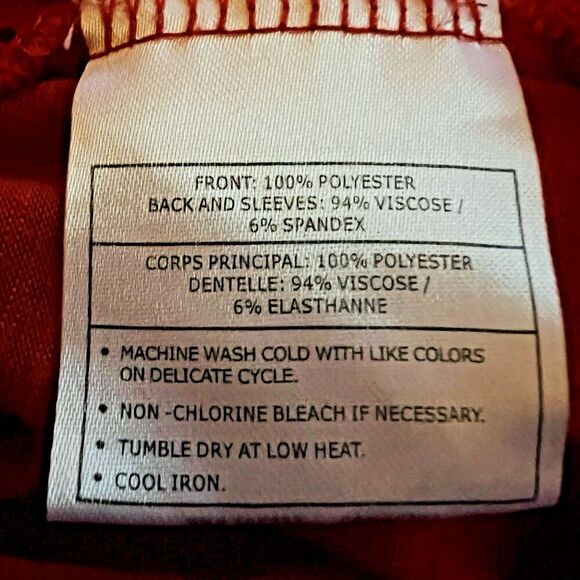 FRONT: 100% POLYESTER
BACK AND SLEEVES: 94% VISCOSE /
6% SPANDEX
CORPS PRINCIPAL: 100% POLYESTER
DENTELLE: 94% VISCOSE /
6% ELASTHANNE
• MACHINE WASH COLD WITH LIKE COLORS
ON DELICATE CYCLE.
• NON -CHLORINE BLEACH IF NECESSARY.
• TUMBLE DRY AT LOW HEAT.
• COOL IRON.